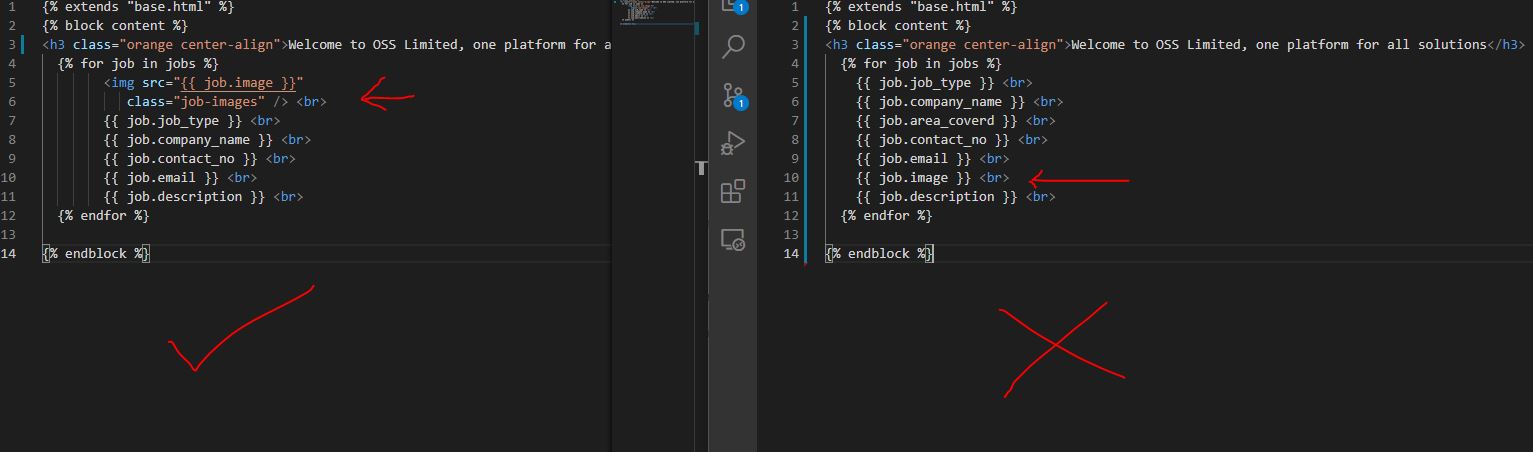 1 {% extends "base.html" %}
2 {% block content %}
3 <h3 class="orange center-align">Welcome to OSS Limited, one platform for a
4 {% for job in jobs %}
5 <img src="{{ job.image }}"
6 class="job-images" /> <br>
7 {{ job.job_type }} <br>
8 {{ job.company_name }} <br>
9 {{ job.contact_no }} <br>
10 {{ job.email }} <br>
11 {{ job.description }} <br>
12 {% endfor %}
13
14 {% endblock %}
1
1
1 {% extends "base.html" %}
2 {% block content %}
3 <h3 class="orange center-align">Welcome to OSS Limited, one platform for all solutions</h3>
4 {% for job in jobs %}
5 {{ job.job_type }} <br>
6 {{ job.company_name }} <br>
7 {{ job.area_coverd }} <br>
8 {{ job.contact_no }} <br>
9 {{ job.email }} <br>
10 {{ job.image }} <br>
11 {{ job.description }} <br>
12 {% endfor %}
13
14 {% endblock %}